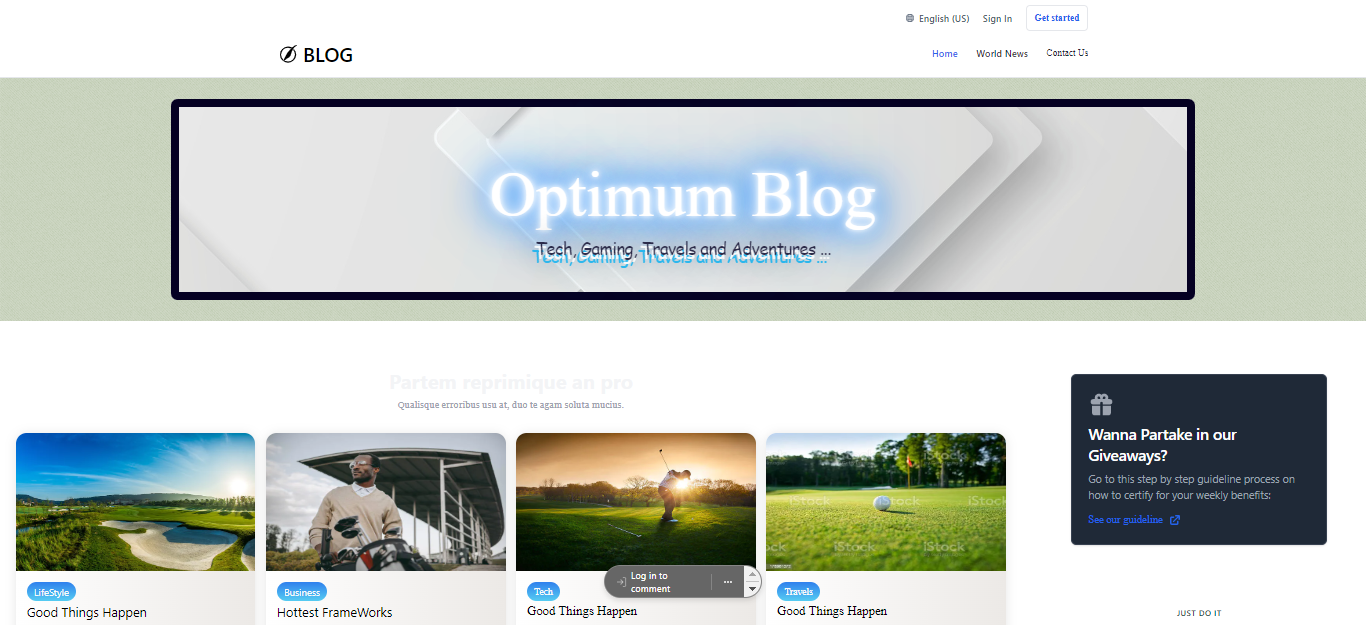 English (US) Sign In Get started
BLOG
Home World News Contact Us
Optimum Blog
Tech, Gaming, Travels and Adventures ...
Tech, Gaming, Travels and Adventures ...
Partem reprimique an pro
Qualisque erroribus usu at, duo te agam soluta mucius.
iStock iStock iStock
ock iStock iStock
LifeStyle
Good Things Happen
Business
Hottest FrameWorks
Tech
Good Things Happen
Travels
Good Things Happen
Log in to
comment
Wanna Partake in our
Giveaways?
Go to this step by step guideline process on
how to certify for your weekly benefits:
See our guideline
JUST DO IT